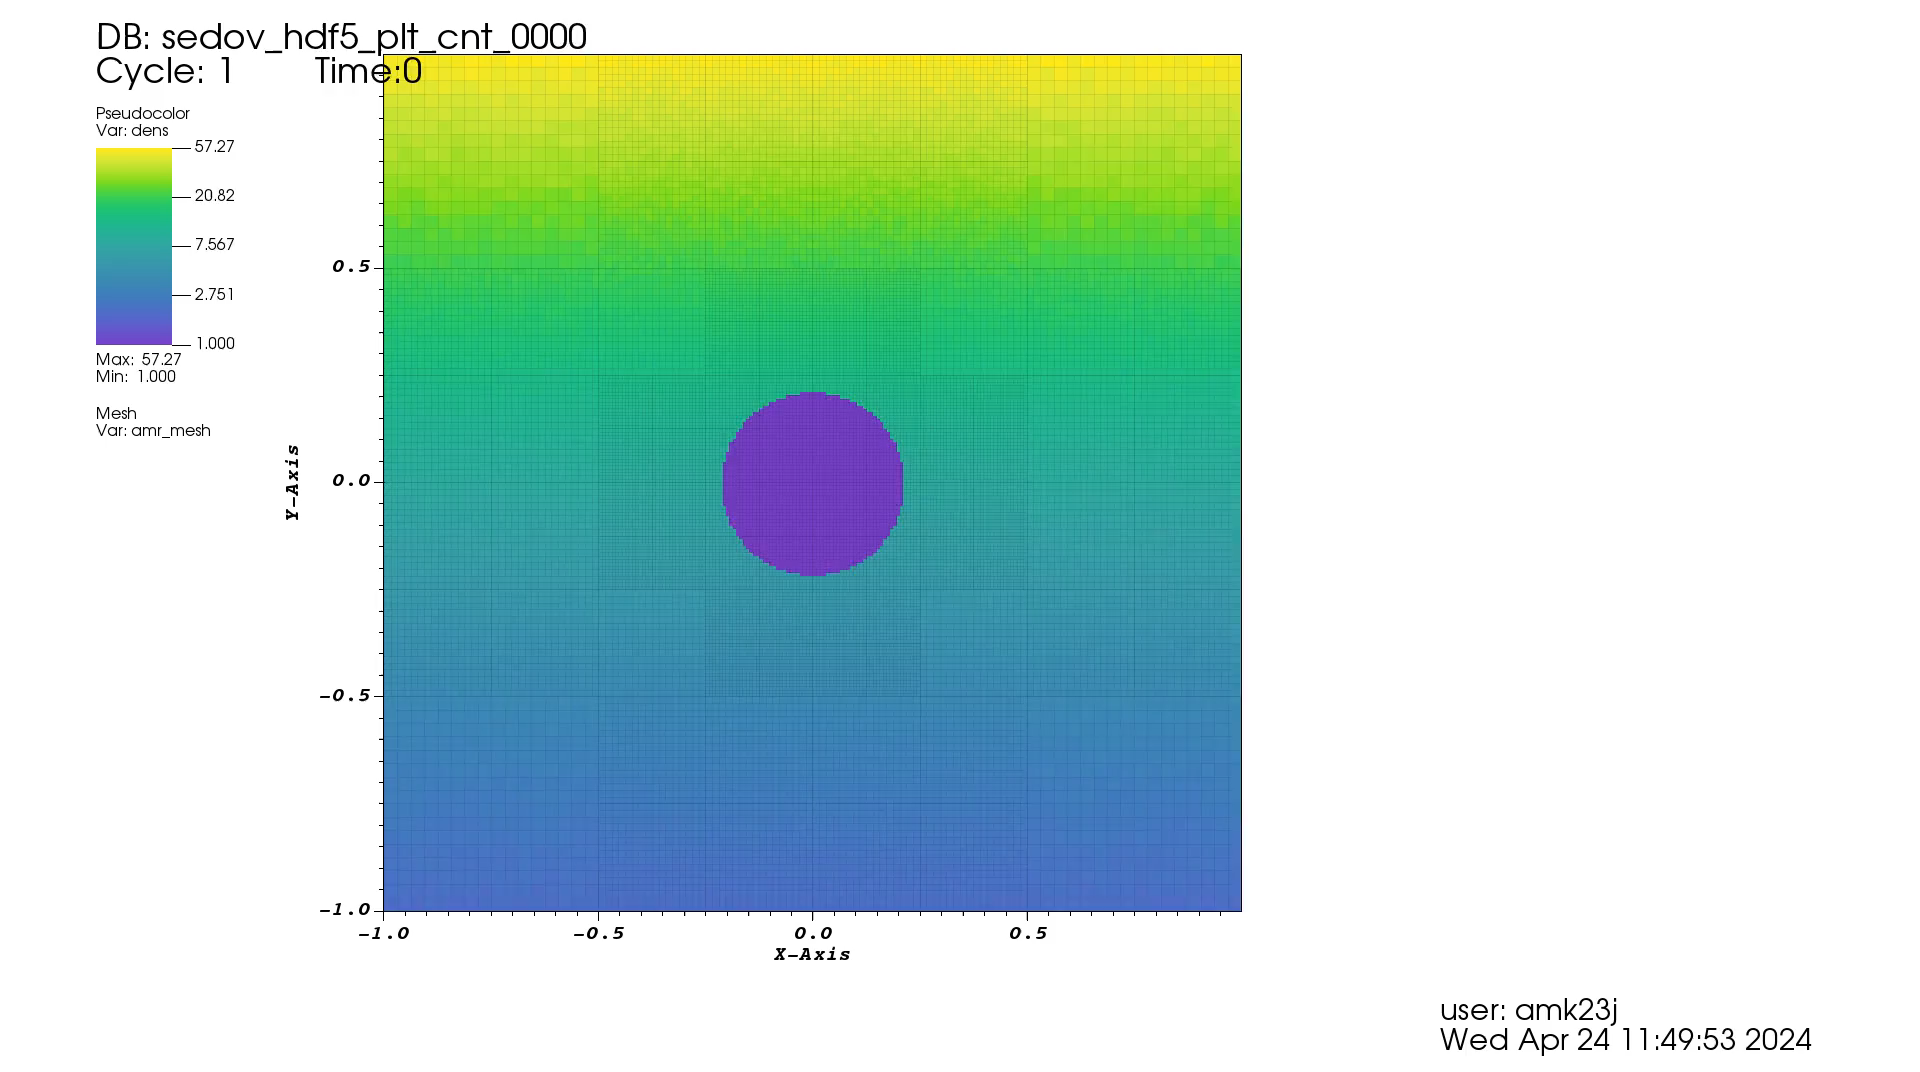 DB: sedov_hdf5_plt_cnt_0000
Cycle: 1 Time:0
Pseudocolor
Var: dens
57.27
20.82
7.567
2.751
1.000
Max: 57.27
Min: 1.000
Mesh
Var: amr_mesh
Y-Axis
0.5
0.0
-0.5
-1.0
-1.0 -0.5 0.0 0.5
X-Axis
user: amk23j
Wed Apr 24 11:49:53 2024